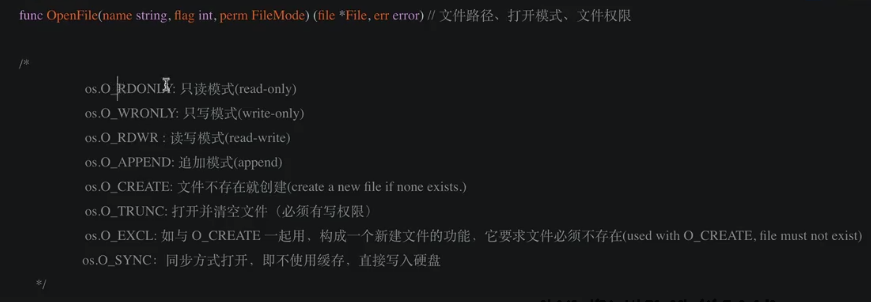 func OpenFile(name string, flag int, perm FileMode) (file *File, err error) // 文件路径、打开模式、文件权限
/*
os.O_RDONLY: 只读模式(read-only)
os.O_WRONLY: 只写模式(write-only)
os.O_RDWR : 读写模式(read-write)
os.O_APPEND: 追加模式(append)
os.O_CREATE: 文件不存在就创建(create a new file if none exists.)
os.O_TRUNC: 打开并清空文件（必须有写权限）
os.O_EXCL: 如与 O_CREATE 一起用，构成一个新建文件的功能，它要求文件必须不存在(used with O_CREATE, file must not exist)
os.O_SYNC：同步方式打开，即不使用缓存，直接写入硬盘
*/